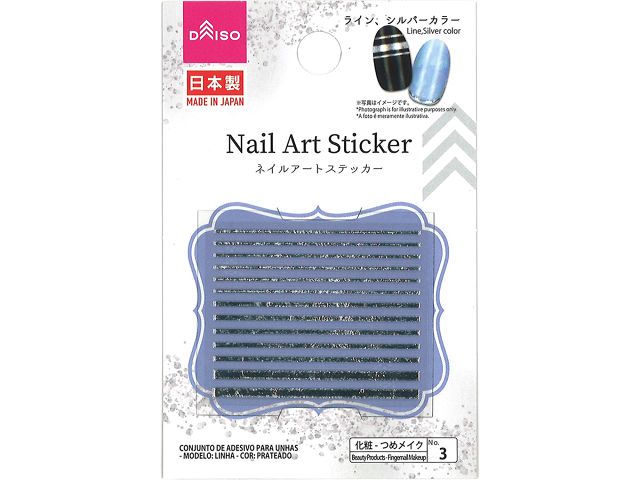 DAISO
日本製
MADE IN JAPAN
ライン、シルバーカラー
Line,Silver color
※写真はイメージです。
*Photograph is for illustrative purposes only.
*A foto é meramente ilustrativa.
Nail Art Sticker
ネイルアートステッカー
CONJUNTO DE ADESIVO PARA UNHAS
- MODELO: LINHA - COR: PRATEADO
化粧 - つめメイク
Beauty Products - Fingernail Makeup
No.
3